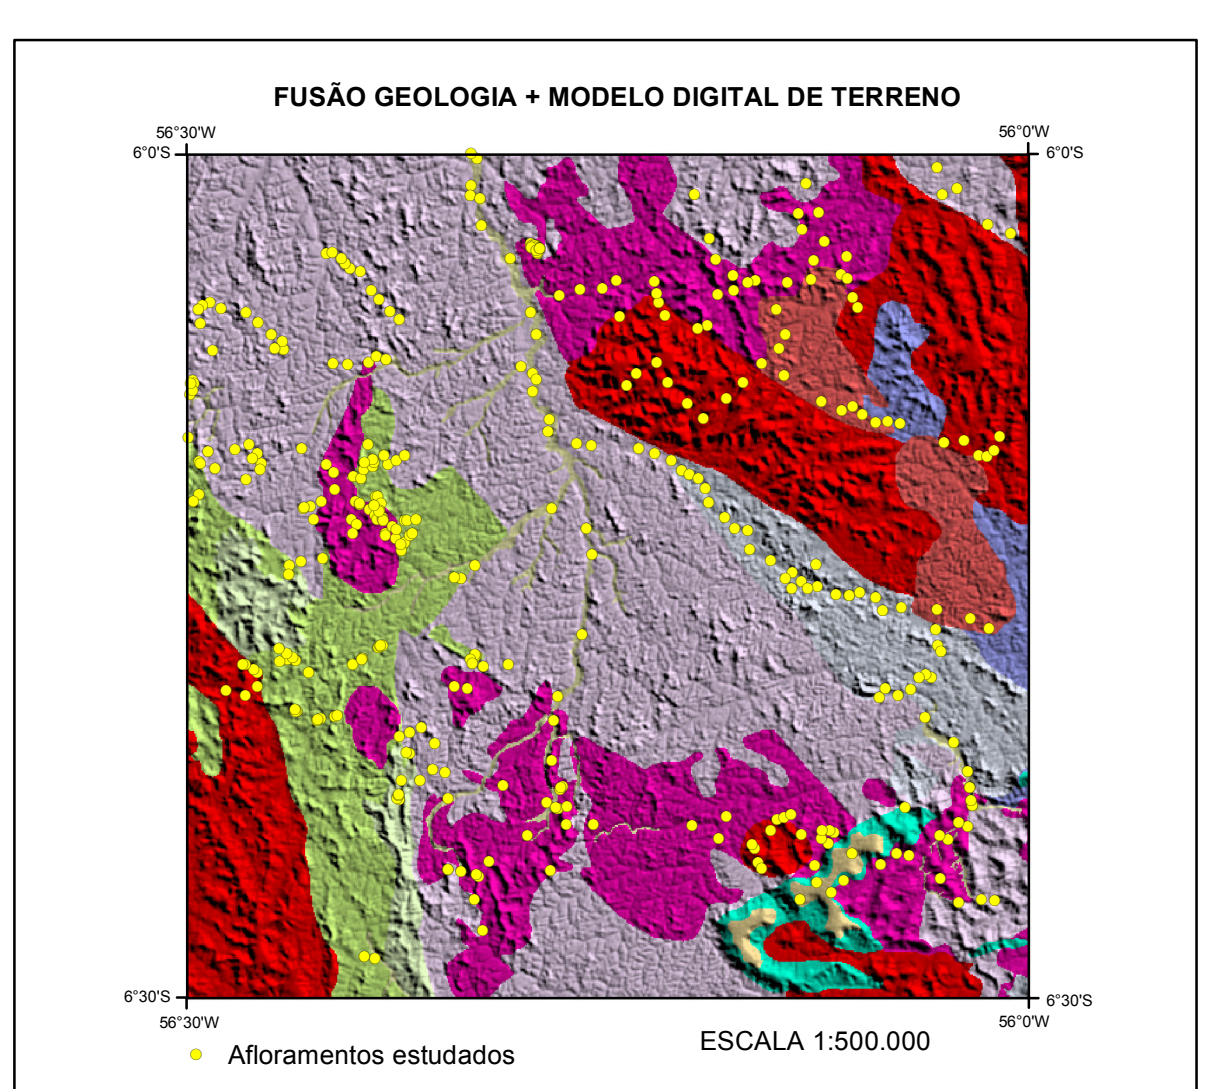 FUSÃO GEOLOGIA + MODELO DIGITAL DE TERRENO
56°30'W 56°0'W
6°0'S 6°0'S
6°30'S 6°30'S
56°30'W 56°0'W
ESCALA 1:500.000
Afloramentos estudados